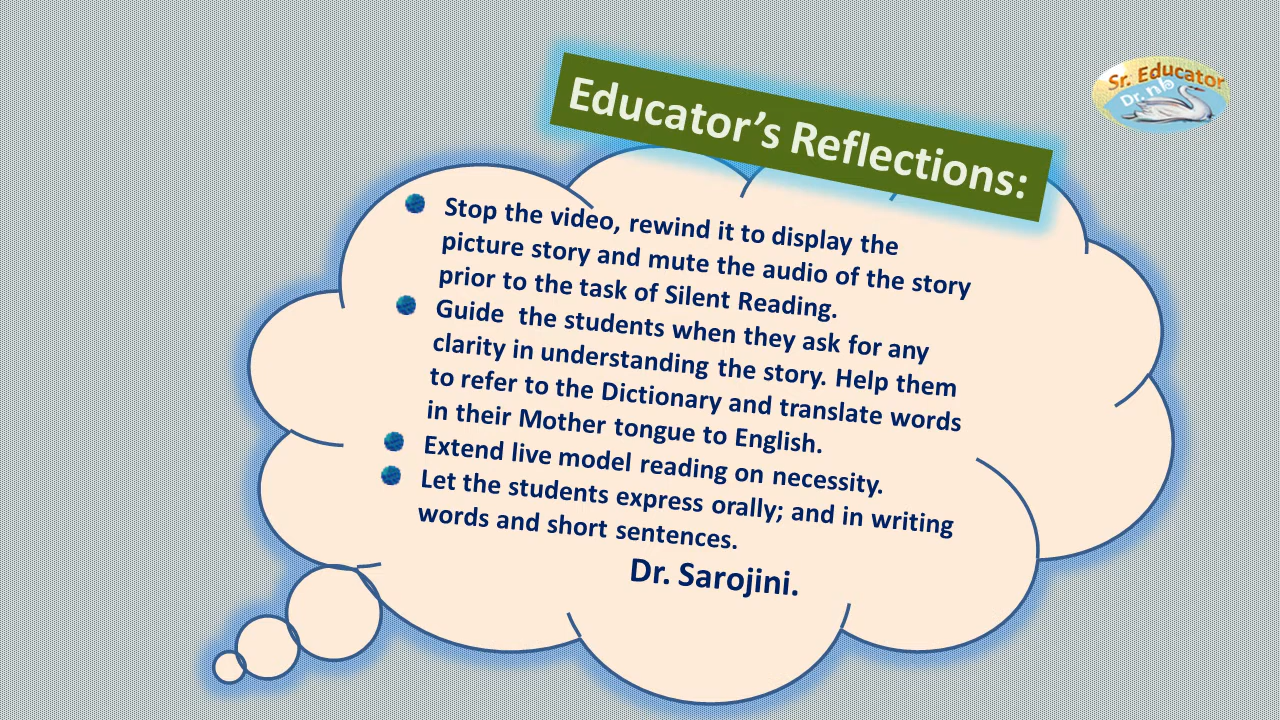 Sr. Educator
Dr. nb
Educator’s Reflections:
Stop the video, rewind it to display the
picture story and mute the audio of the story
prior to the task of Silent Reading.
Guide the students when they ask for any
clarity in understanding the story. Help them
to refer to the Dictionary and translate words
in their Mother tongue to English.
Extend live model reading on necessity.
Let the students express orally; and in writing
words and short sentences.
Dr. Sarojini.